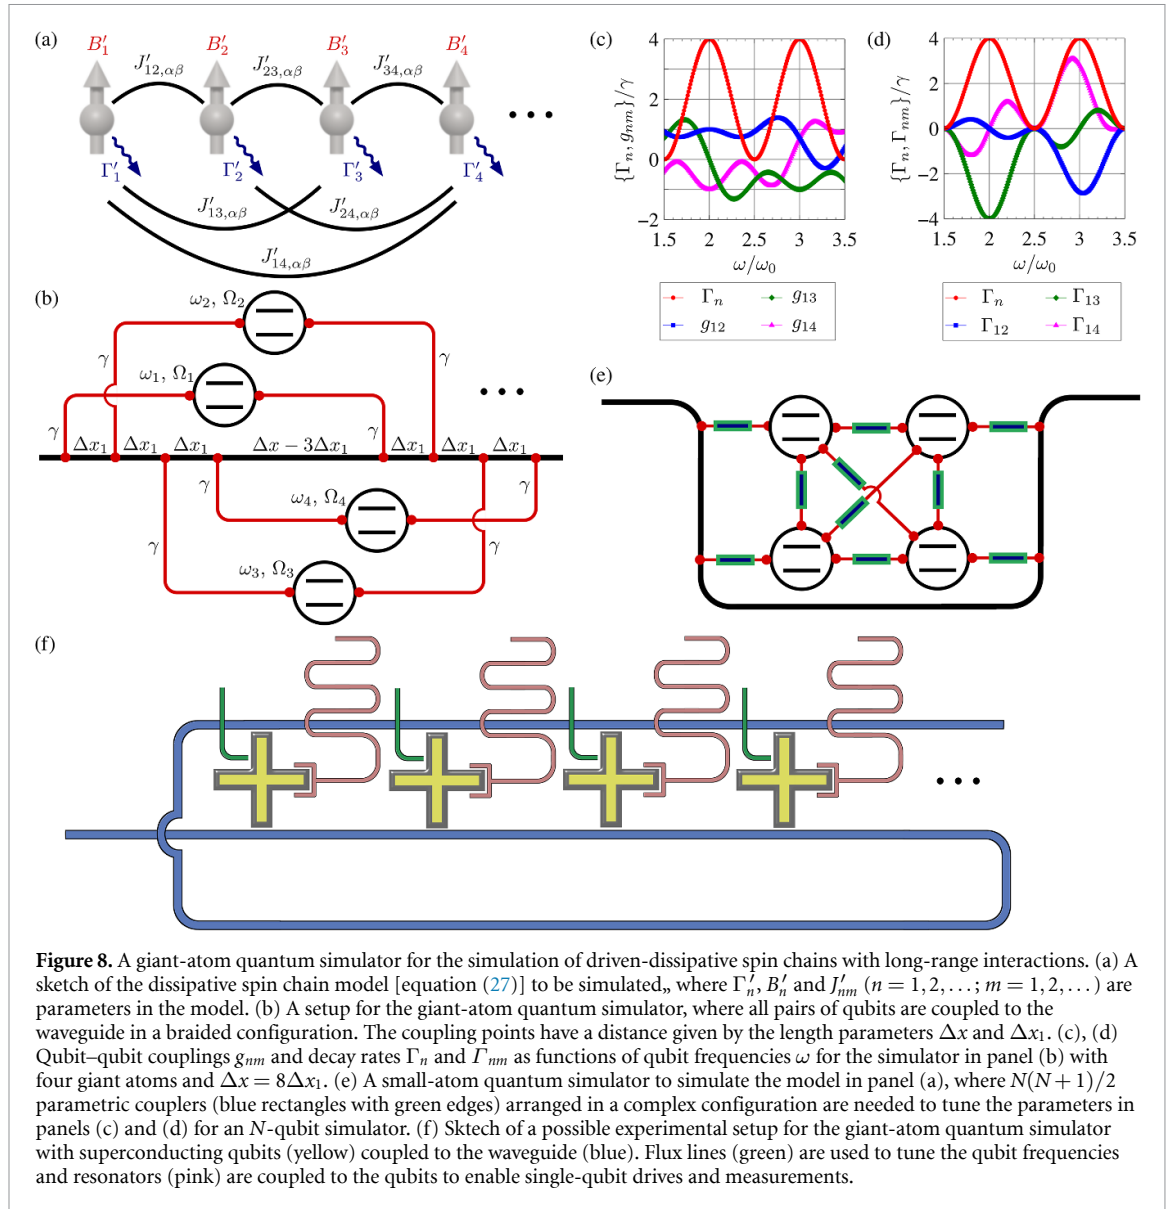 (a)
B′₁ B′₂ B′₃ B′₄
J′₁₂,αβ J′₂₃,αβ J′₃₄,αβ
Γ′₁ Γ′₂ Γ′₃ Γ′₄
J′₁₃,αβ J′₂₄,αβ
J′₁₄,αβ
(b)
ω₂, Ω₂
γ γ
ω₁, Ω₁
γ Δx₁ Δx₁ Δx₁ Δx − 3Δx₁ γ Δx₁ Δx₁ Δx₁
γ ω₄, Ω₄ γ
γ γ
ω₃, Ω₃
(c)
{Γₙ, gₙₘ}/γ
4
2
0
−2
1.5 2 2.5 3 3.5
ω/ω₀
Γₙ g₁₃
g₁₂ g₁₄
(d)
{Γₙ, Γₙₘ}/γ
4
2
0
−2
−4
1.5 2 2.5 3 3.5
ω/ω₀
Γₙ Γ₁₃
Γ₁₂ Γ₁₄
(e)
(f)
Figure 8. A giant-atom quantum simulator for the simulation of driven-dissipative spin chains with long-range interactions. (a) A
sketch of the dissipative spin chain model [equation (27)] to be simulated,, where Γ′ₙ, B′ₙ and J′ₙₘ (n = 1, 2, . . . ; m = 1, 2, . . . ) are
parameters in the model. (b) A setup for the giant-atom quantum simulator, where all pairs of qubits are coupled to the
waveguide in a braided configuration. The coupling points have a distance given by the length parameters Δx and Δx₁. (c), (d)
Qubit–qubit couplings gₙₘ and decay rates Γₙ and Γₙₘ as functions of qubit frequencies ω for the simulator in panel (b) with
four giant atoms and Δx = 8Δx₁. (e) A small-atom quantum simulator to simulate the model in panel (a), where N(N + 1)/2
parametric couplers (blue rectangles with green edges) arranged in a complex configuration are needed to tune the parameters in
panels (c) and (d) for an N-qubit simulator. (f) Sktech of a possible experimental setup for the giant-atom quantum simulator
with superconducting qubits (yellow) coupled to the waveguide (blue). Flux lines (green) are used to tune the qubit frequencies
and resonators (pink) are coupled to the qubits to enable single-qubit drives and measurements.